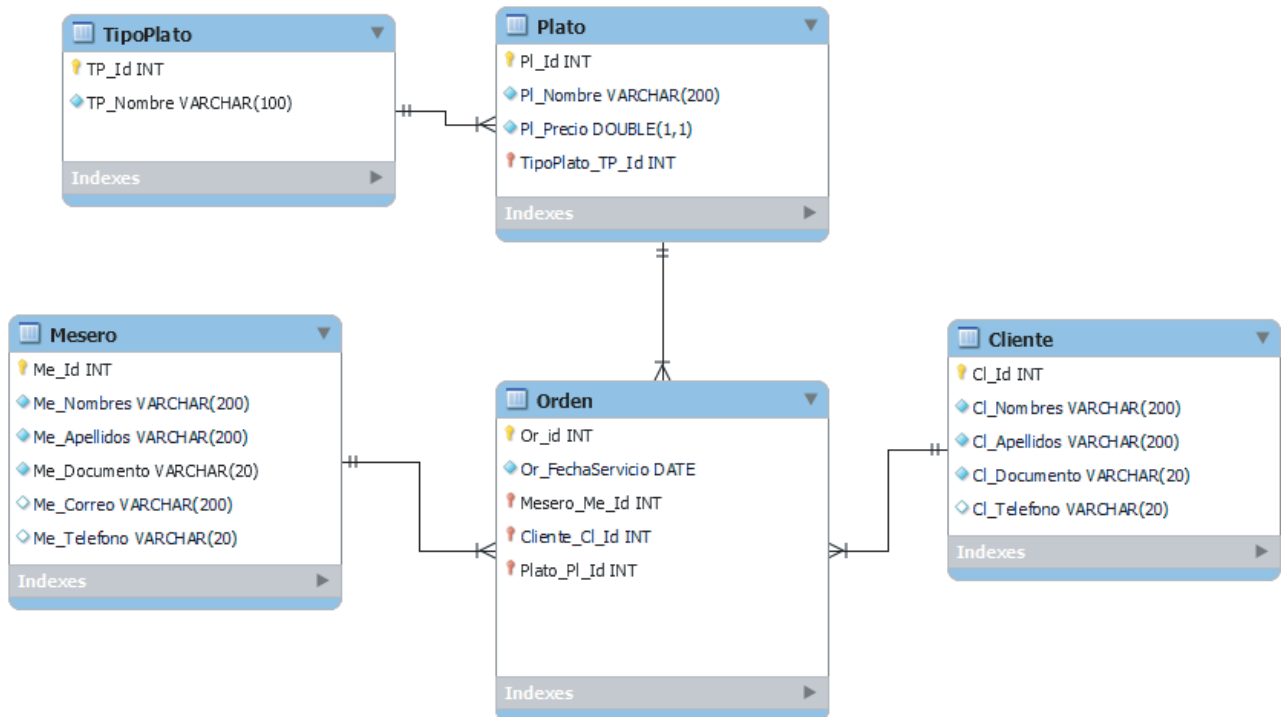 TipoPlato
TP_Id INT
TP_Nombre VARCHAR(100)
Indexes
Plato
Pl_Id INT
Pl_Nombre VARCHAR(200)
Pl_Precio DOUBLE(1,1)
TipoPlato_TP_Id INT
Indexes
Mesero
Me_Id INT
Me_Nombres VARCHAR(200)
Me_Apellidos VARCHAR(200)
Me_Documento VARCHAR(20)
Me_Correo VARCHAR(200)
Me_Telefono VARCHAR(20)
Indexes
Orden
Or_id INT
Or_FechaServicio DATE
Mesero_Me_Id INT
Cliente_Cl_Id INT
Plato_Pl_Id INT
Indexes
Cliente
Cl_Id INT
Cl_Nombres VARCHAR(200)
Cl_Apellidos VARCHAR(200)
Cl_Documento VARCHAR(20)
Cl_Telefono VARCHAR(20)
Indexes